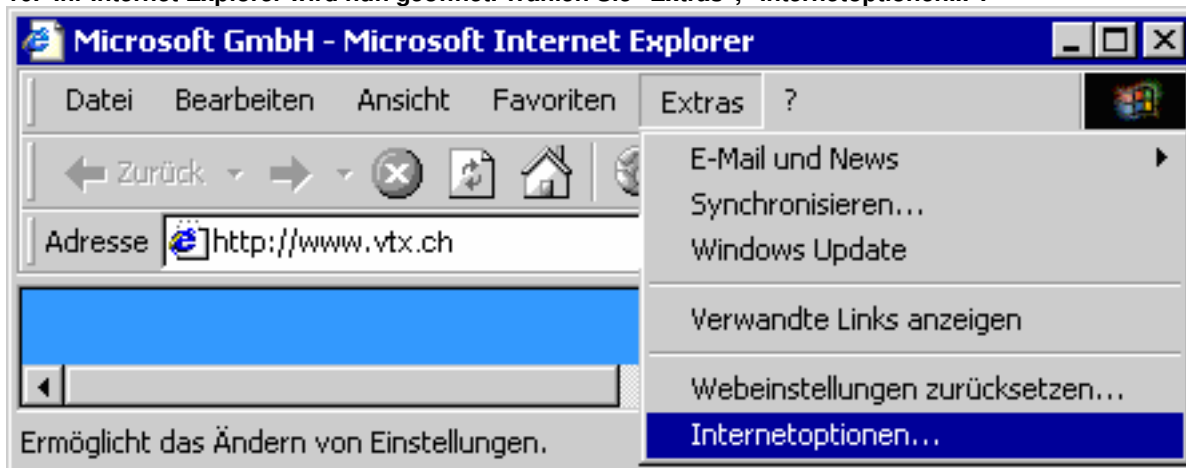 Microsoft GmbH - Microsoft Internet Explorer
Datei Bearbeiten Ansicht Favoriten Extras ?
Zurück
Adresse http://www.vtx.ch
E-Mail und News
Synchronisieren...
Windows Update
Verwandte Links anzeigen
Webeinstellungen zurücksetzen...
Internetoptionen...
Ermöglicht das Ändern von Einstellungen.